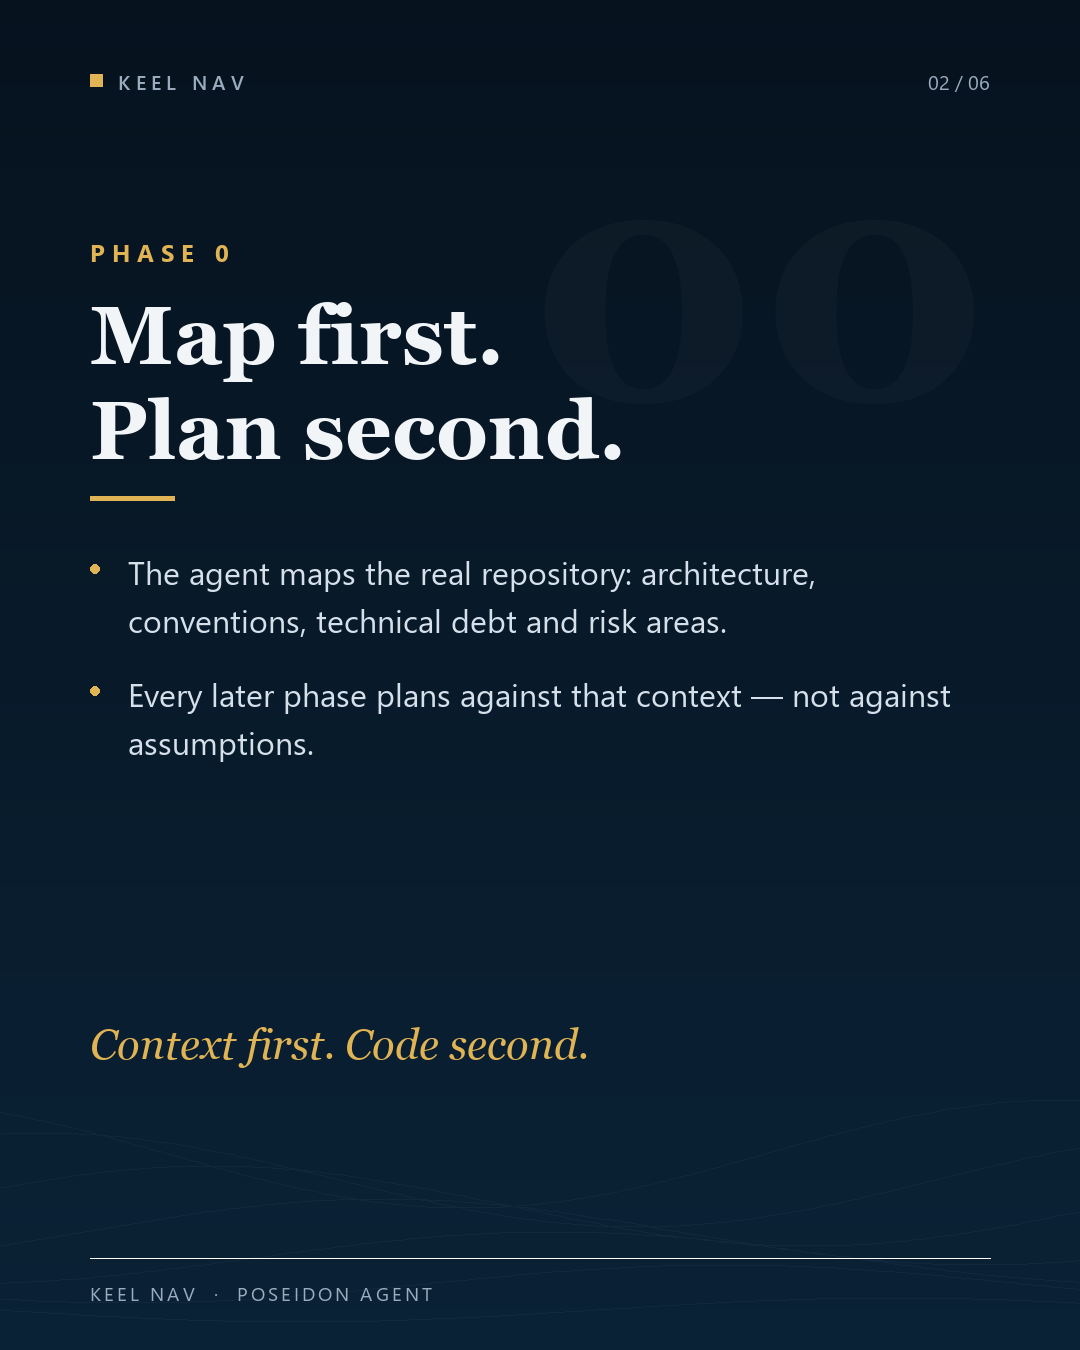 KEEL NAV
02 / 06
00
PHASE 0
Map first.
Plan second.
• The agent maps the real repository: architecture,
conventions, technical debt and risk areas.
• Every later phase plans against that context — not against
assumptions.
Context first. Code second.
KEEL NAV · POSEIDON AGENT